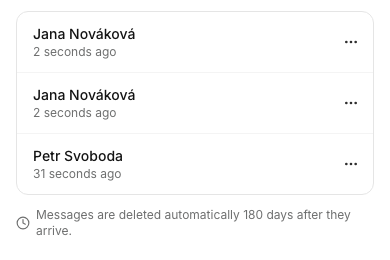 Jana Nováková
2 seconds ago
Jana Nováková
2 seconds ago
Petr Svoboda
31 seconds ago
Messages are deleted automatically 180 days after they
arrive.